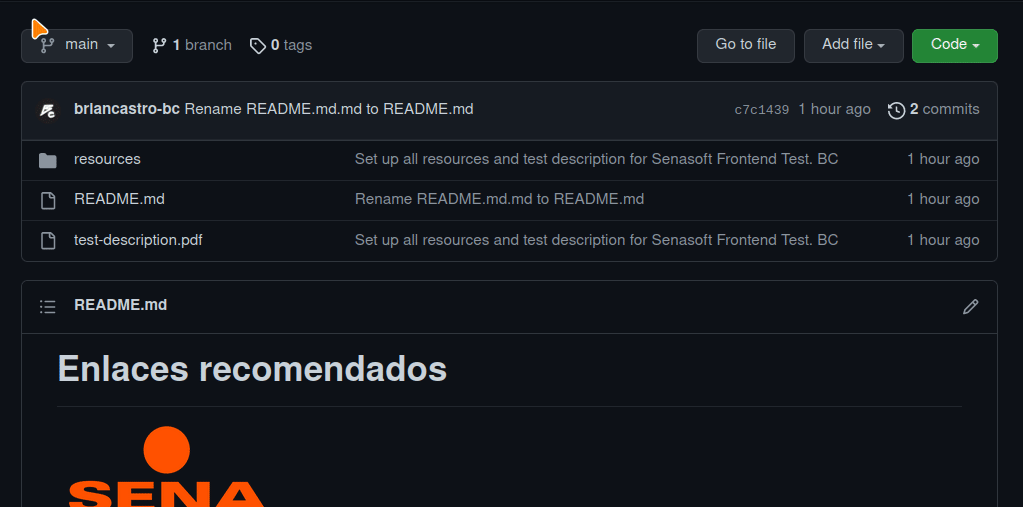 main 1 branch 0 tags Go to file Add file Code
briancastro-bc Rename README.md.md to README.md c7c1439 1 hour ago 2 commits
resources Set up all resources and test description for Senasoft Frontend Test. BC 1 hour ago
README.md Rename README.md.md to README.md 1 hour ago
test-description.pdf Set up all resources and test description for Senasoft Frontend Test. BC 1 hour ago
README.md
Enlaces recomendados
SENA